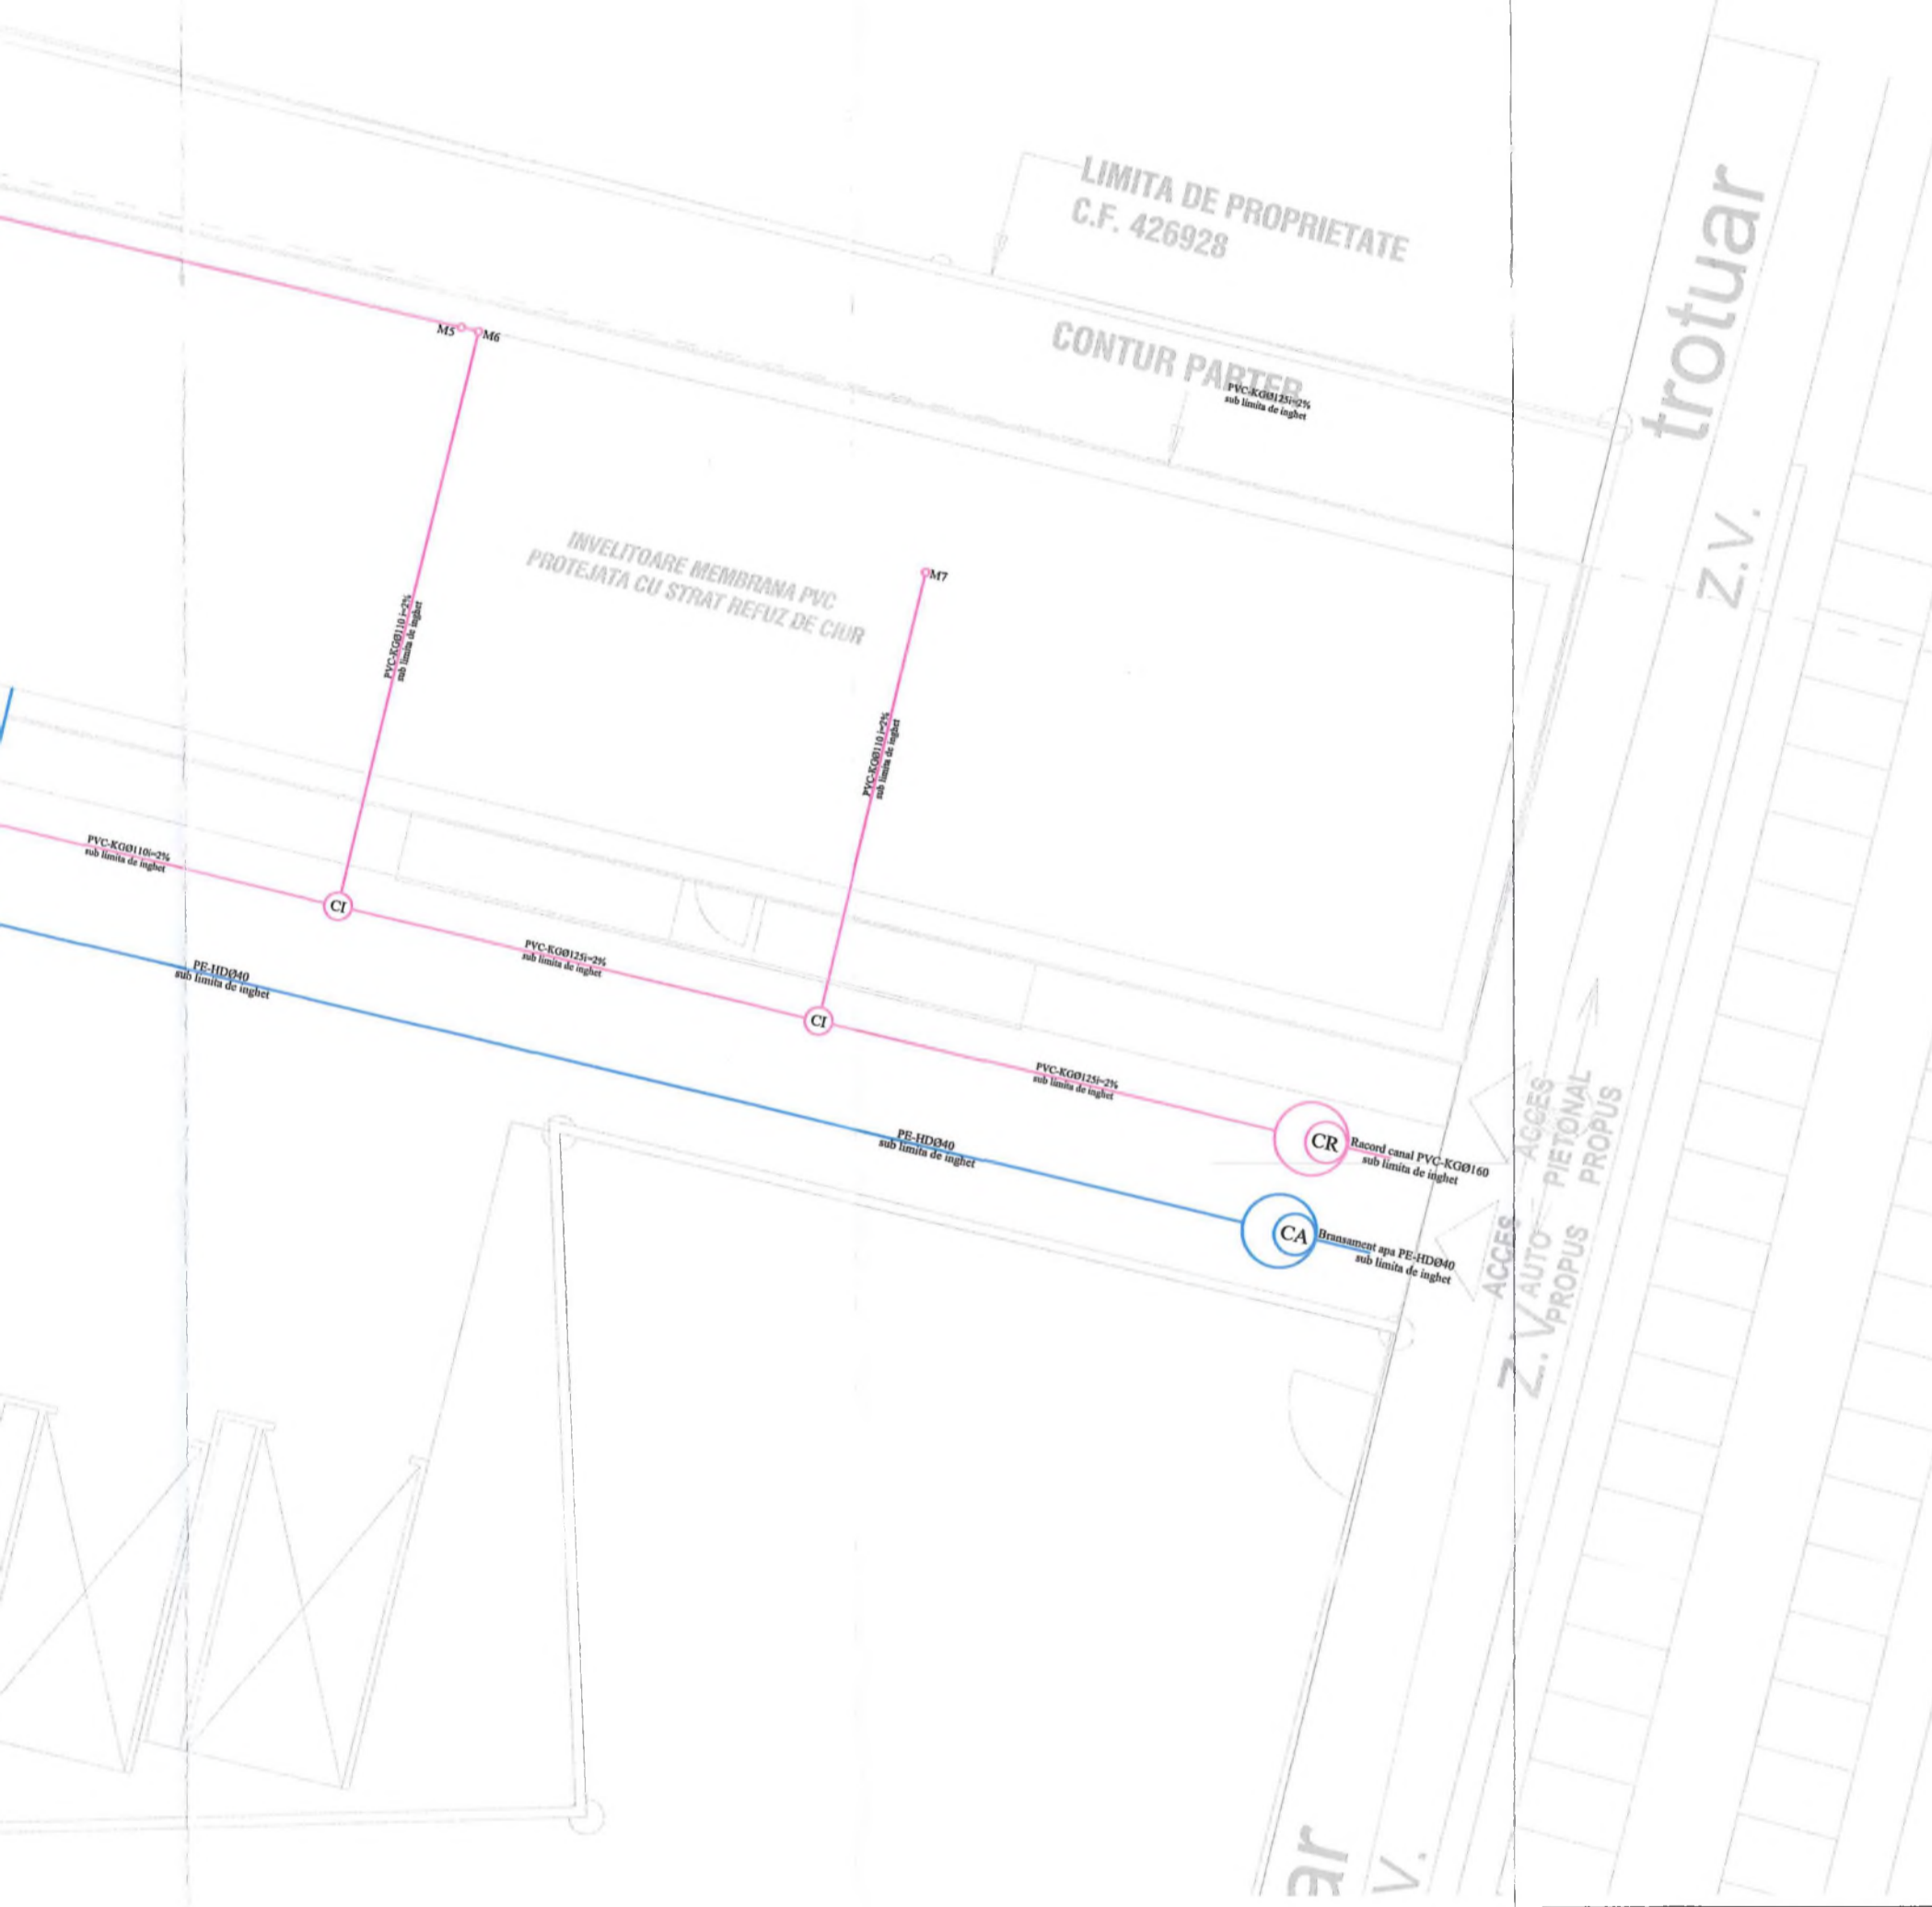 LIMITA DE PROPRIETATE
C.F. 426928
trotuar
CONTUR PARTER
PVC-KGØ125i=2%
sub limita de inghet
M5
M6
Z.V.
INVELITOARE MEMBRANA PVC
PROTEJATA CU STRAT REFUZ DE CIUR
M7
PVC-KGØ110 i=2%
sub limita de inghet
PVC-KGØ110 i=2%
sub limita de inghet
PVC-KGØ110i=2%
sub limita de inghet
CI
PVC-KGØ125i=2%
sub limita de inghet
PE-HDØ40
sub limita de inghet
CI
PVC-KGØ125i=2%
sub limita de inghet
ACCES
PIETONAL
PROPUS
CR
Racord canal PVC-KGØ160
sub limita de inghet
PE-HDØ40
sub limita de inghet
CA
Bransament apa PE-HDØ40
sub limita de inghet
ACCES
AUTO
PROPUS
Z.V.
ar
V.